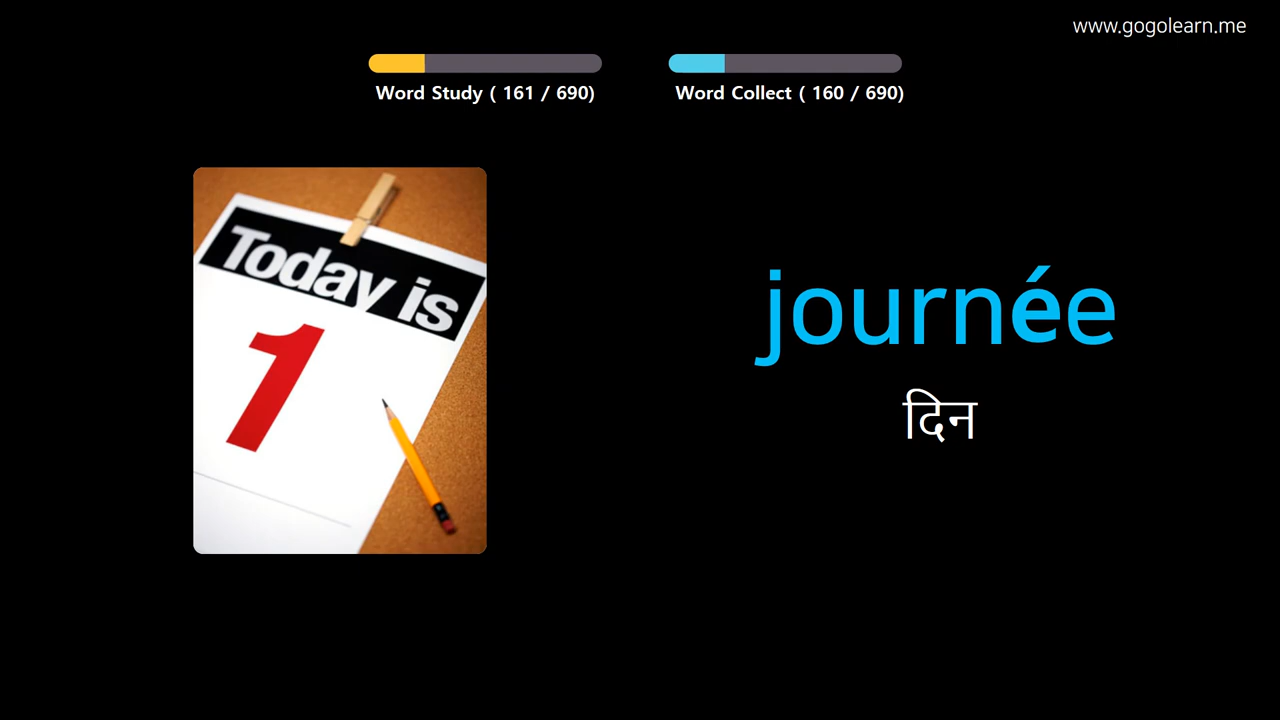 www.gogolearn.me
Word Study ( 161 / 690)
Word Collect ( 160 / 690)
Today is
1
journée
दिन